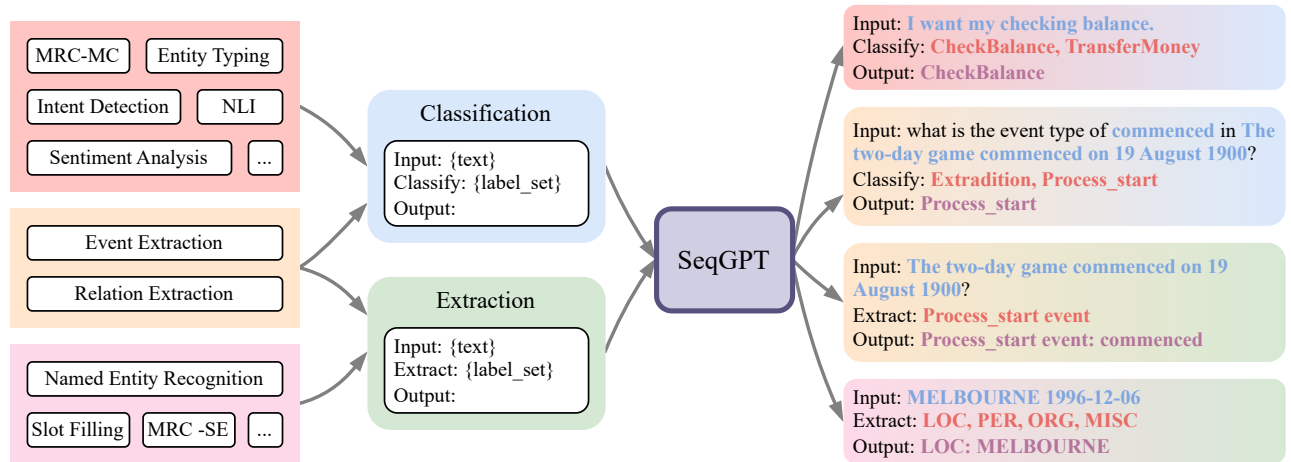 MRC-MC
Entity Typing
Intent Detection
NLI
Sentiment Analysis
...
Event Extraction
Relation Extraction
Named Entity Recognition
Slot Filling
MRC -SE
...
Classification
Input: {text}
Classify: {label_set}
Output:
Extraction
Input: {text}
Extract: {label_set}
Output:
SeqGPT
Input: I want my checking balance.
Classify: CheckBalance, TransferMoney
Output: CheckBalance
Input: what is the event type of commenced in The
two-day game commenced on 19 August 1900?
Classify: Extradition, Process_start
Output: Process_start
Input: The two-day game commenced on 19
August 1900?
Extract: Process_start event
Output: Process_start event: commenced
Input: MELBOURNE 1996-12-06
Extract: LOC, PER, ORG, MISC
Output: LOC: MELBOURNE